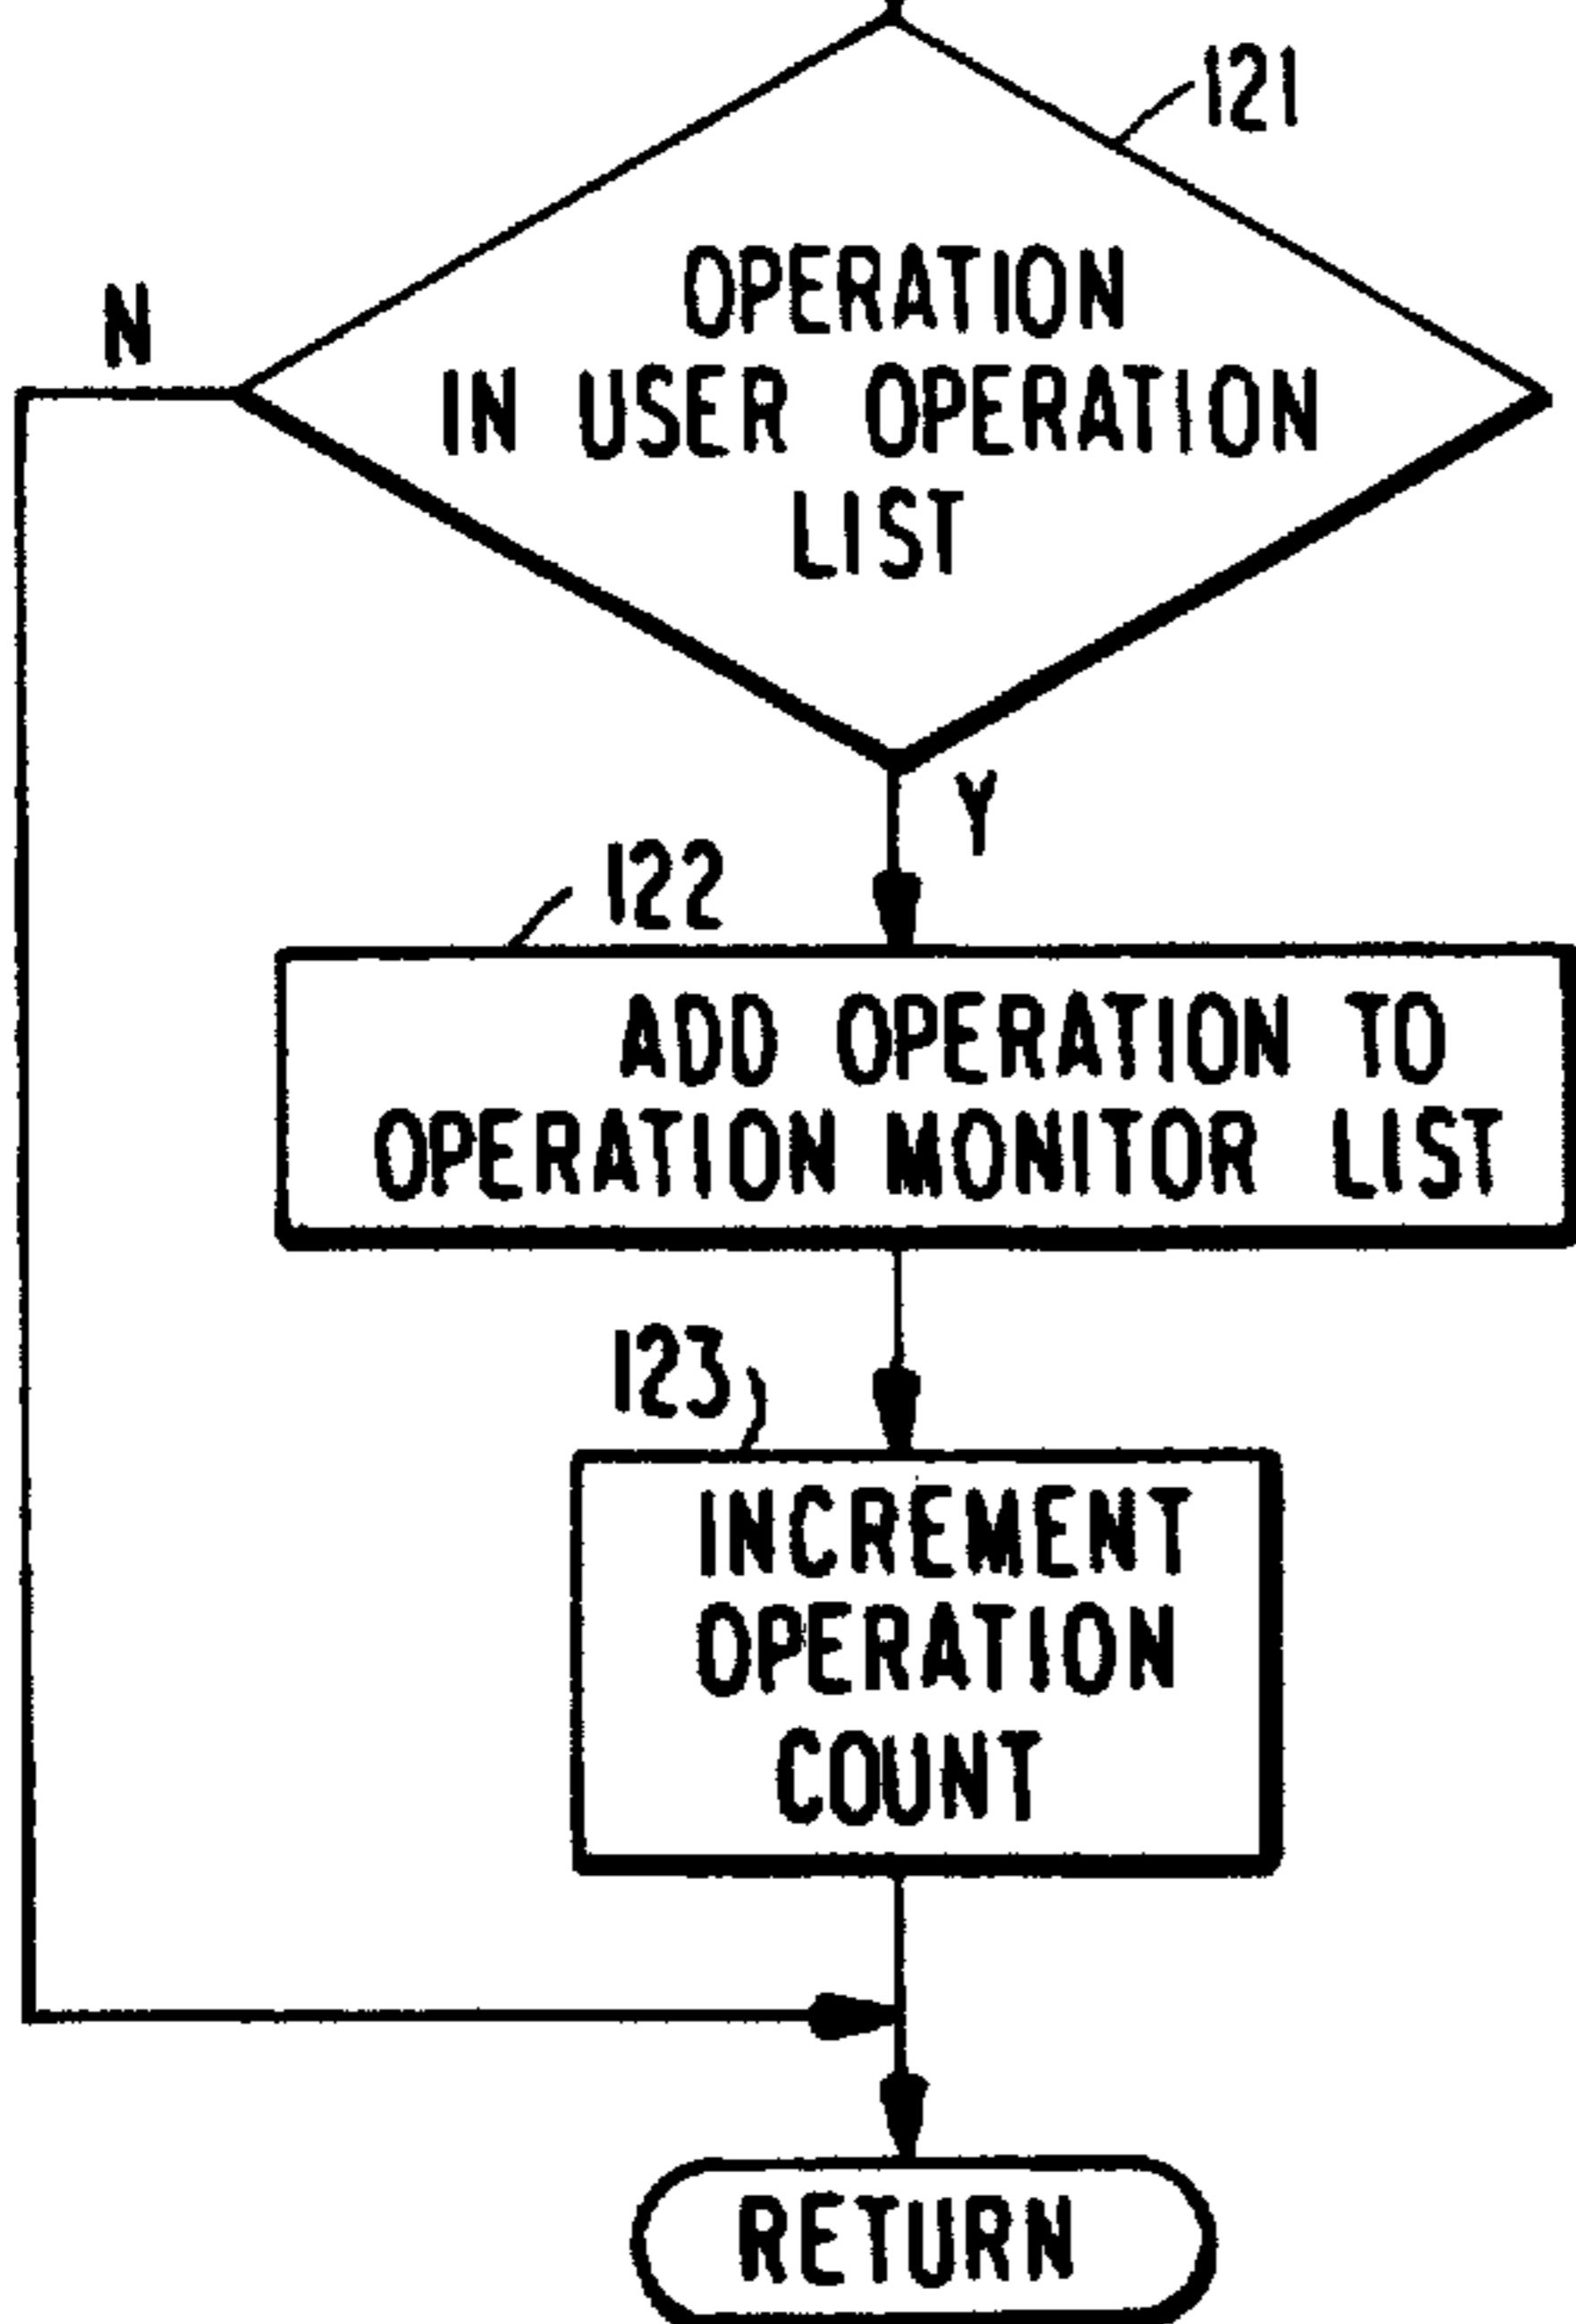 121
OPERATION
IN USER OPERATION
LIST
N
Y
122
ADD OPERATION TO
OPERATION MONITOR LIST
123
INCREMENT
OPERATION
COUNT
RETURN